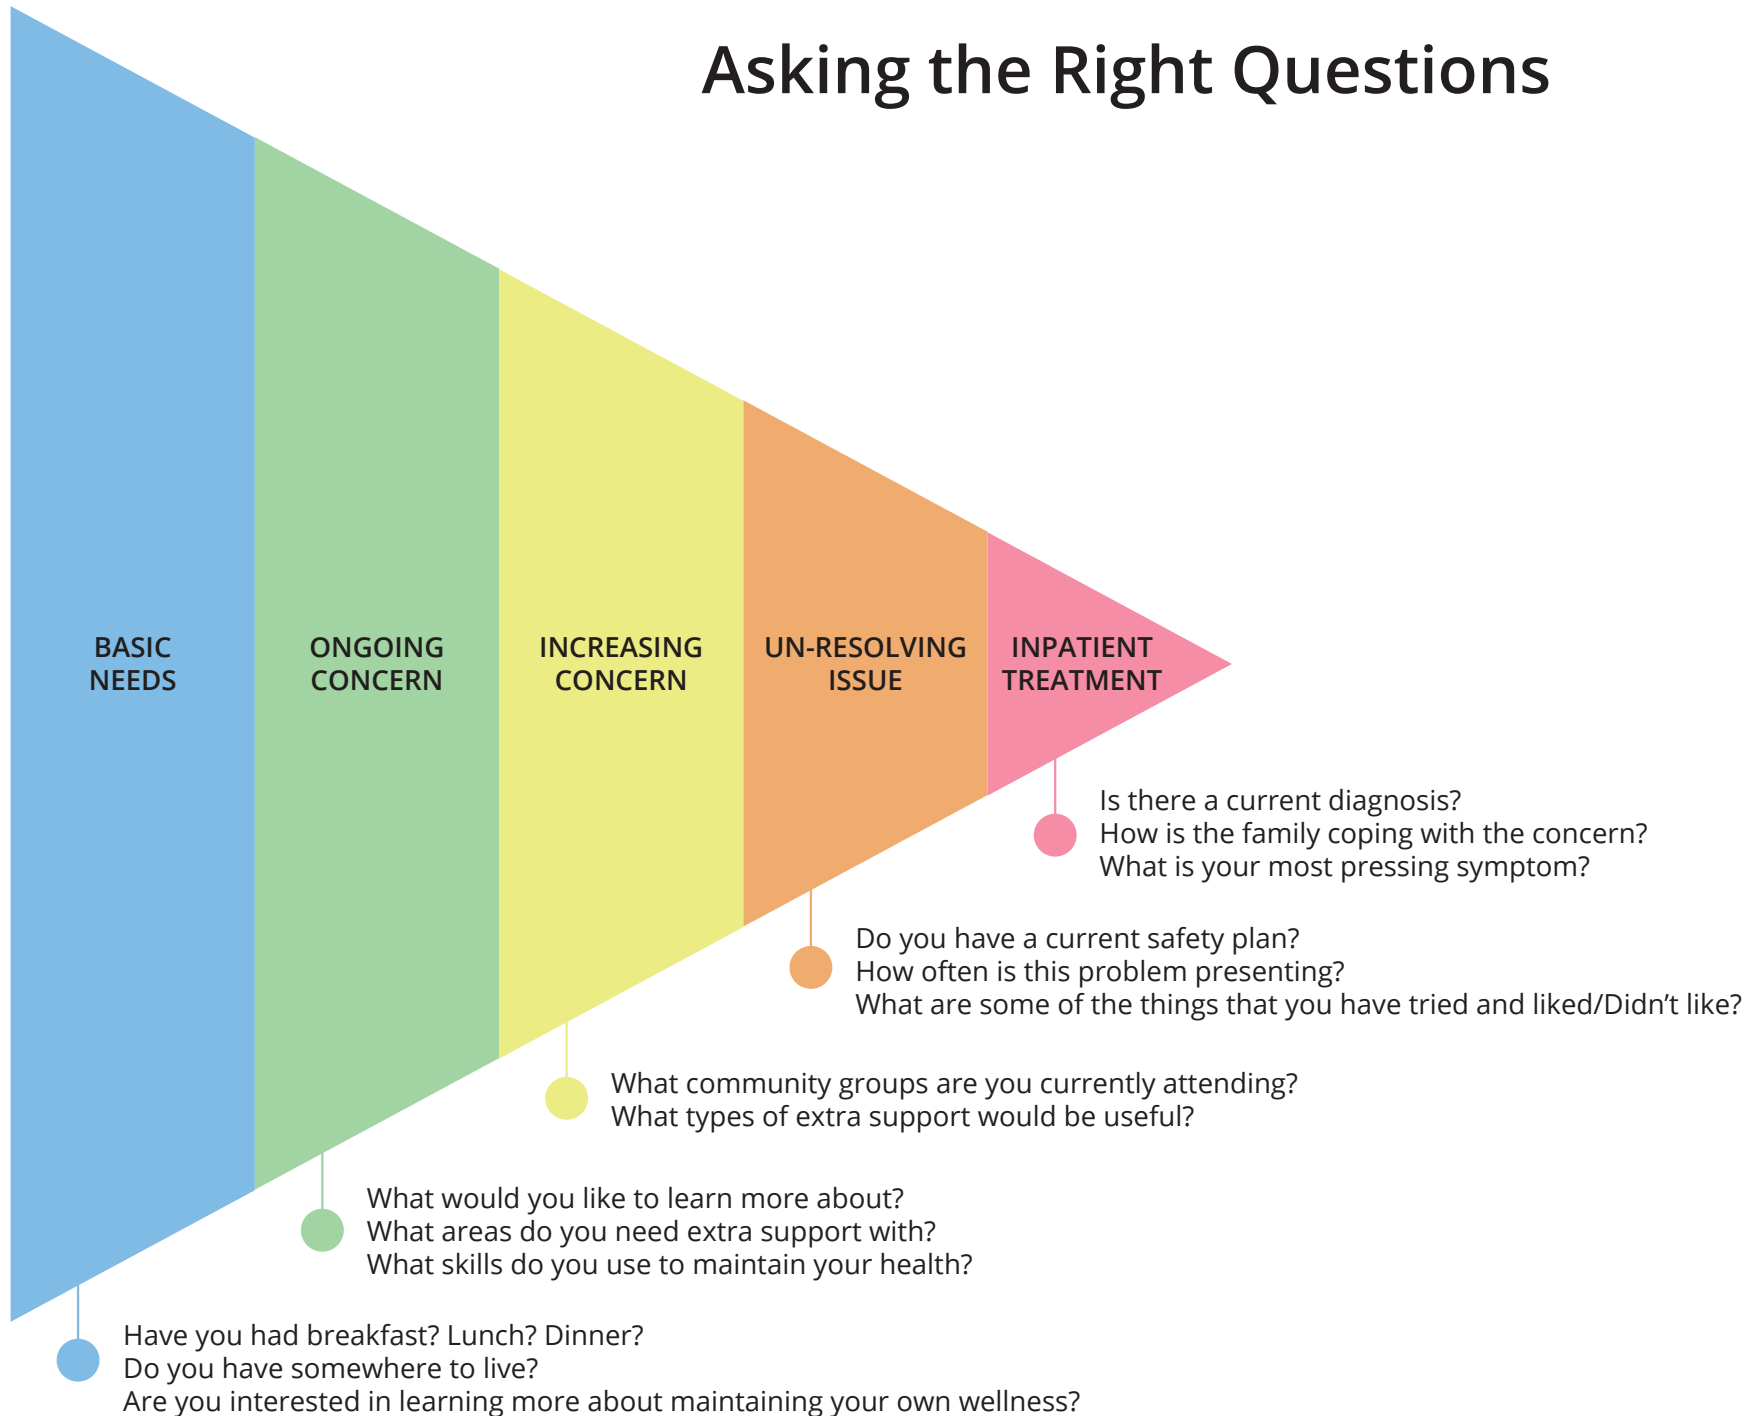 Asking the Right Questions
BASIC
NEEDS
ONGOING
CONCERN
INCREASING
CONCERN
UN-RESOLVING
ISSUE
INPATIENT
TREATMENT
Is there a current diagnosis?
How is the family coping with the concern?
What is your most pressing symptom?
Do you have a current safety plan?
How often is this problem presenting?
What are some of the things that you have tried and liked/Didn’t like?
What community groups are you currently attending?
What types of extra support would be useful?
What would you like to learn more about?
What areas do you need extra support with?
What skills do you use to maintain your health?
Have you had breakfast? Lunch? Dinner?
Do you have somewhere to live?
Are you interested in learning more about maintaining your own wellness?